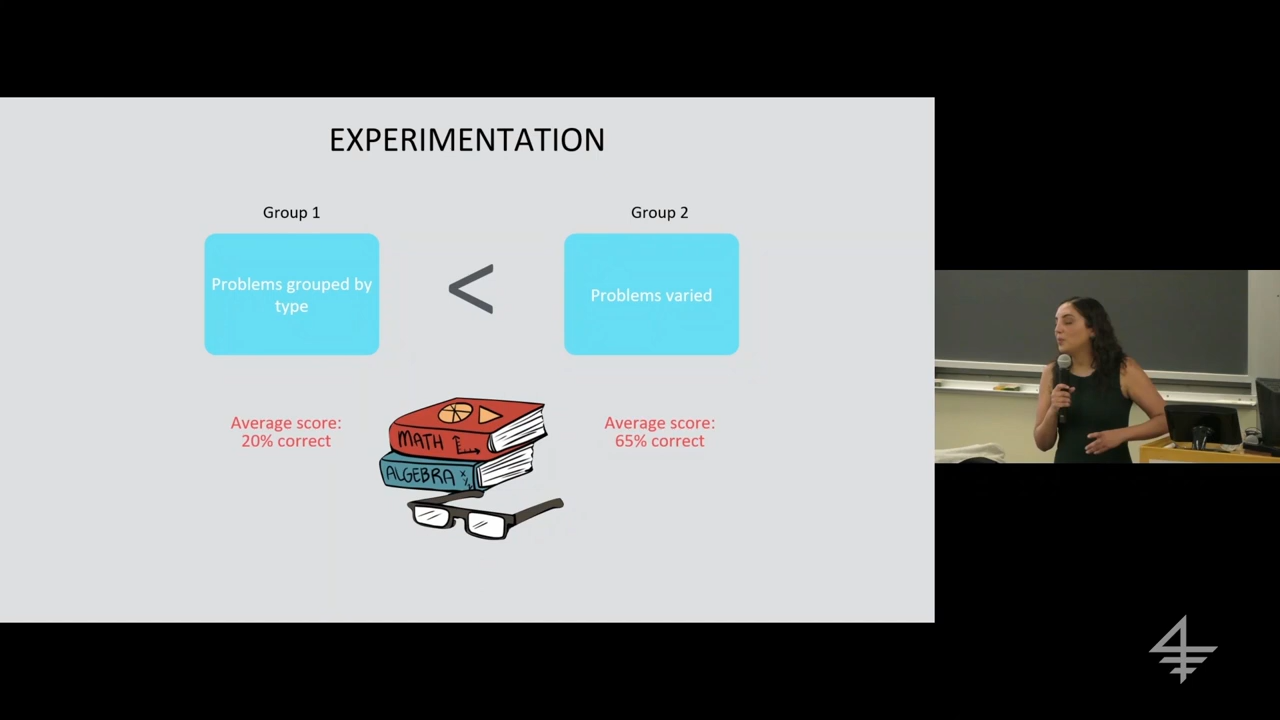 EXPERIMENTATION
Group 1
Group 2
Problems grouped by
type
<
Problems varied
Average score:
20% correct
Average score:
65% correct
MATH
ALGEBRA